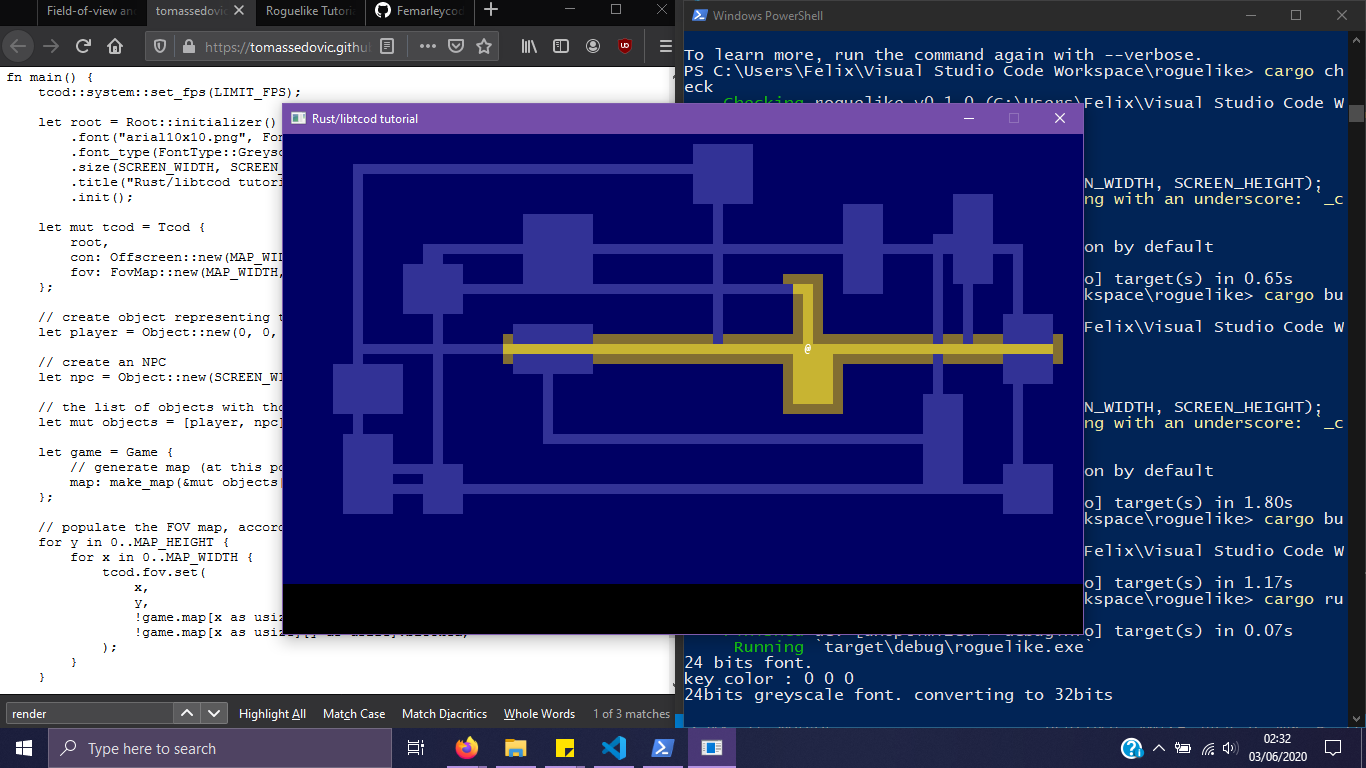 Field-of-view an
tomassedovic
Roguelike Tutori
Femarleycod
https://tomassedovic.githu
fn main() {
tcod::system::set_fps(LIMIT_FPS);
let root = Root::initializer()
.font("arial10x10.png", Fon
.font_type(FontType::Greysc
.size(SCREEN_WIDTH, SCREEN_
.title("Rust/libtcod tutori
.init();
let mut tcod = Tcod {
root,
con: Offscreen::new(MAP_WID
fov: FovMap::new(MAP_WIDTH,
};
// create object representing t
let player = Object::new(0, 0,
// create an NPC
let npc = Object::new(SCREEN_WI
// the list of objects with tho
let mut objects = [player, npc]
let game = Game {
// generate map (at this po
map: make_map(&mut objects[
};
// populate the FOV map, accord
for y in 0..MAP_HEIGHT {
for x in 0..MAP_WIDTH {
tcod.fov.set(
x,
y,
!game.map[x as usiz
);
}
}
render
Highlight All
Match Case
Match Diacritics
Whole Words
1 of 3 matches
Rust/libtcod tutorial
@
Windows PowerShell
To learn more, run the command again with --verbose.
PS C:\Users\Felix\Visual Studio Code Workspace\roguelike> cargo ch
eck
Checking roguelike v0.1.0 (C:\Users\Felix\Visual Studio Code W
N_WIDTH, SCREEN_HEIGHT);
ng with an underscore: `_c
on by default
o] target(s) in 0.65s
kspace\roguelike> cargo bu
Felix\Visual Studio Code W
N_WIDTH, SCREEN_HEIGHT);
ng with an underscore: `_c
on by default
o] target(s) in 1.80s
kspace\roguelike> cargo bu
Felix\Visual Studio Code W
o] target(s) in 1.17s
kspace\roguelike> cargo ru
o] target(s) in 0.07s
Running `target\debug\roguelike.exe`
24 bits font.
key color : 0 0 0
24bits greyscale font. converting to 32bits
Type here to search
02:32
03/06/2020